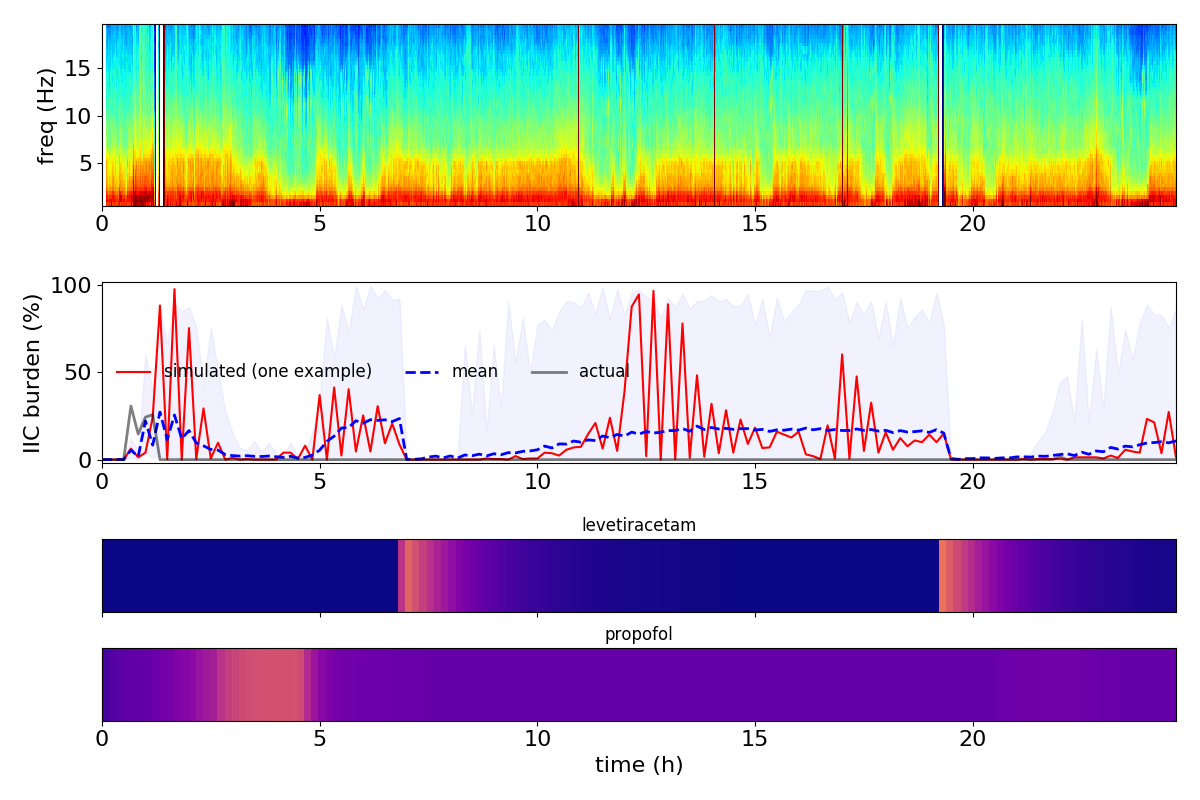 freq (Hz)
15
10
5
0 5 10 15 20
IIC burden (%)
100
50
0
simulated (one example) mean actual
0 5 10 15 20
levetiracetam
propofol
0 5 10 15 20
time (h)